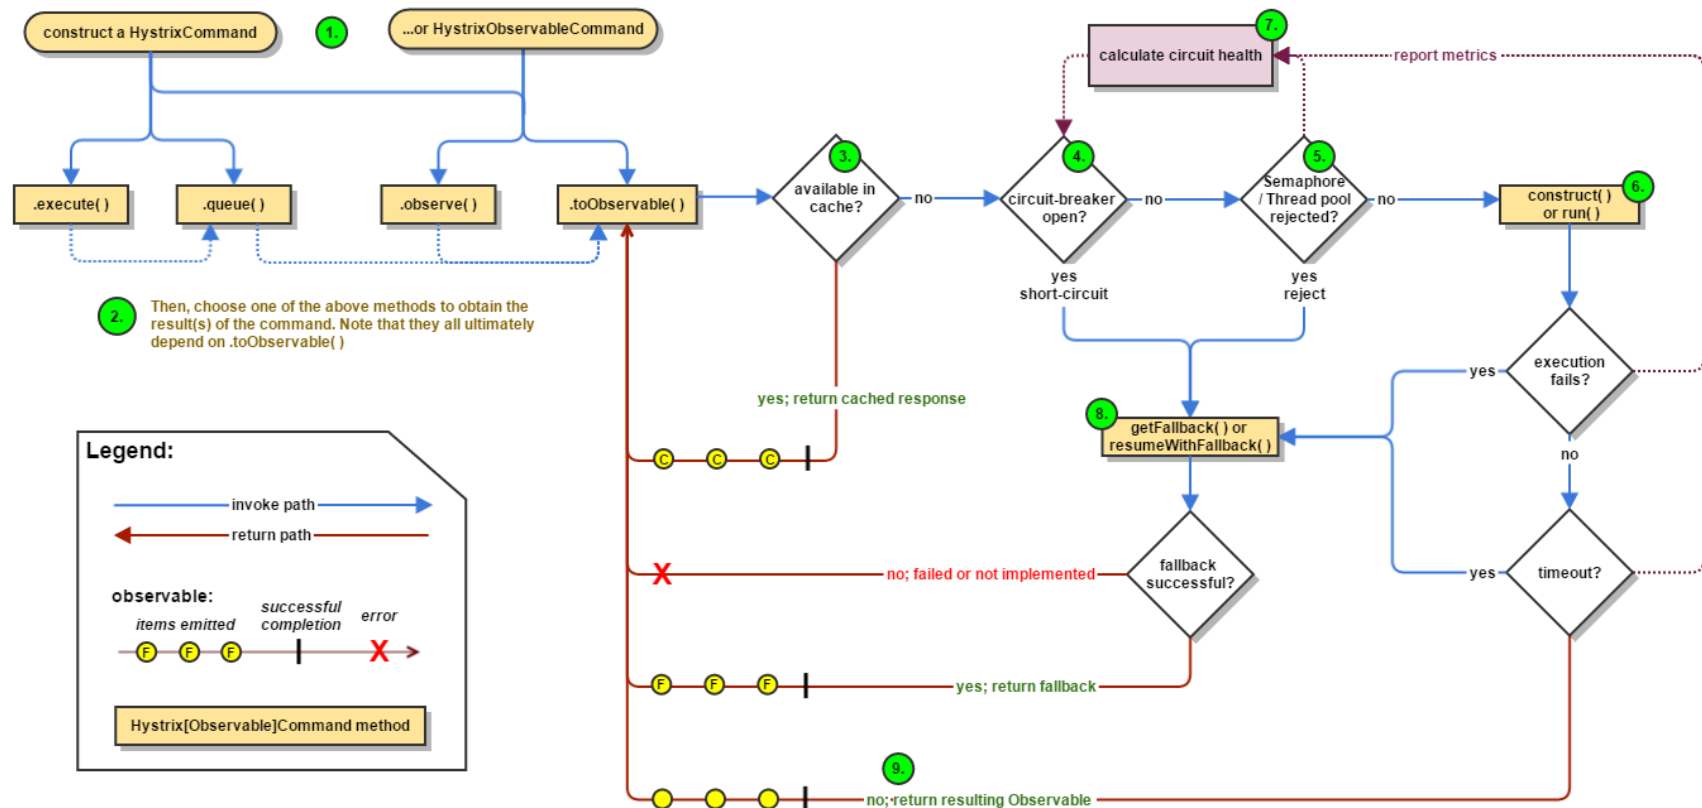 construct a HystrixCommand
1.
...or HystrixObservableCommand
7.
calculate circuit health
report metrics
3.
available in
cache?
no
4.
circuit-breaker
open?
no
5.
Semaphore
/ Thread pool
rejected?
no
6.
construct( )
or run( )
.execute( )
.queue( )
.observe( )
.toObservable( )
yes
short-circuit
yes
reject
2.
Then, choose one of the above methods to obtain the
result(s) of the command. Note that they all ultimately
depend on .toObservable( )
execution
fails?
yes
no
yes; return cached response
8.
getFallback( ) or
resumeWithFallback( )
C
C
C
timeout?
yes
fallback
successful?
no; failed or not implemented
X
yes; return fallback
F
F
F
9.
no; return resulting Observable
Legend:
invoke path
return path
observable:
items emitted
successful
completion
error
F
F
F
X
Hystrix[Observable]Command method